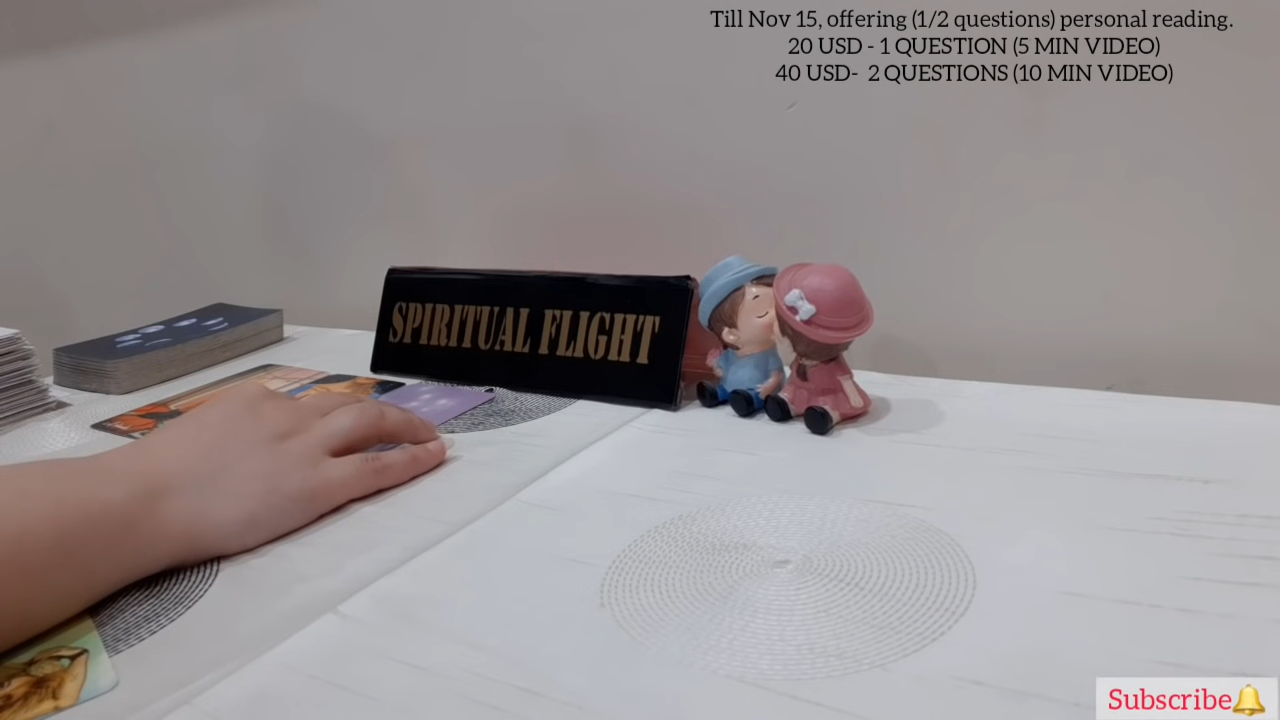 Till Nov 15, offering (1/2 questions) personal reading.
20 USD - 1 QUESTION (5 MIN VIDEO)
40 USD-  2 QUESTIONS (10 MIN VIDEO)
SPIRITUAL FLIGHT
Subscribe🔔